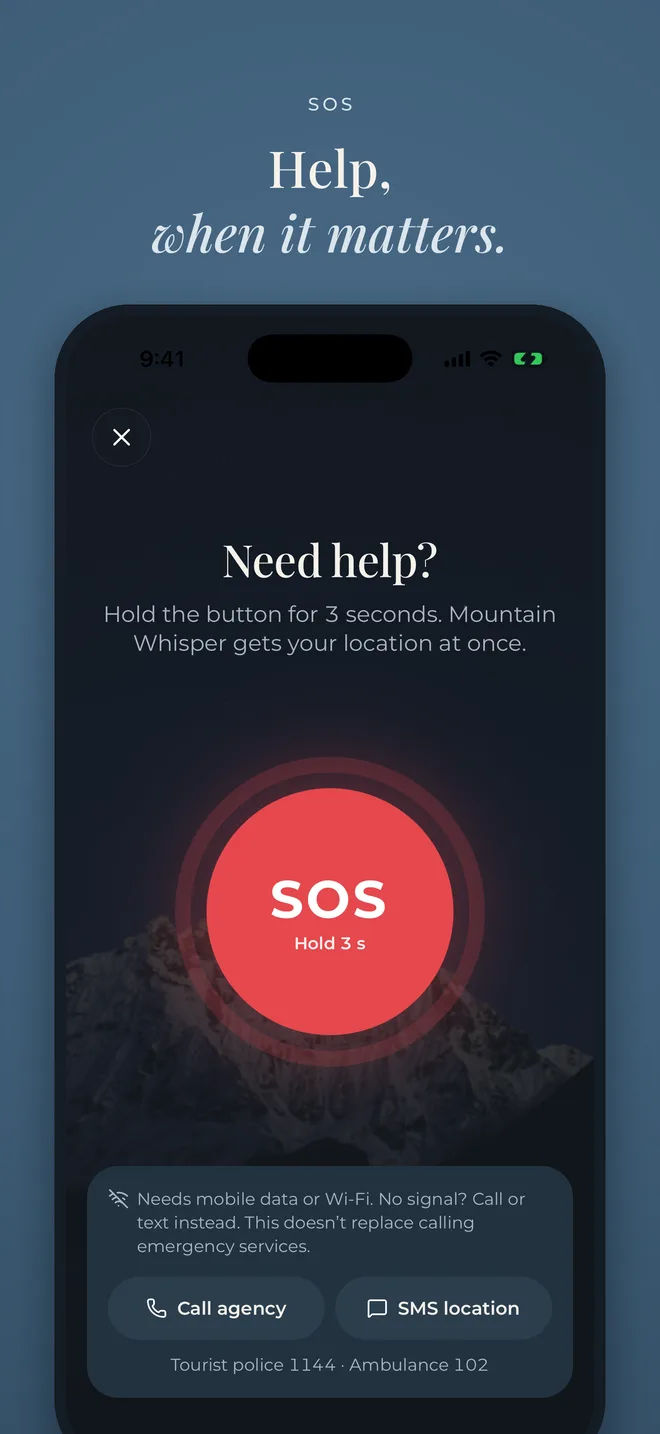 SOS
Help,
when it matters.
9:41
Need help?
Hold the button for 3 seconds. Mountain
Whisper gets your location at once.
SOS
Hold 3 s
Needs mobile data or Wi-Fi. No signal? Call or
text instead. This doesn’t replace calling
emergency services.
Call agency
SMS location
Tourist police 1144 · Ambulance 102